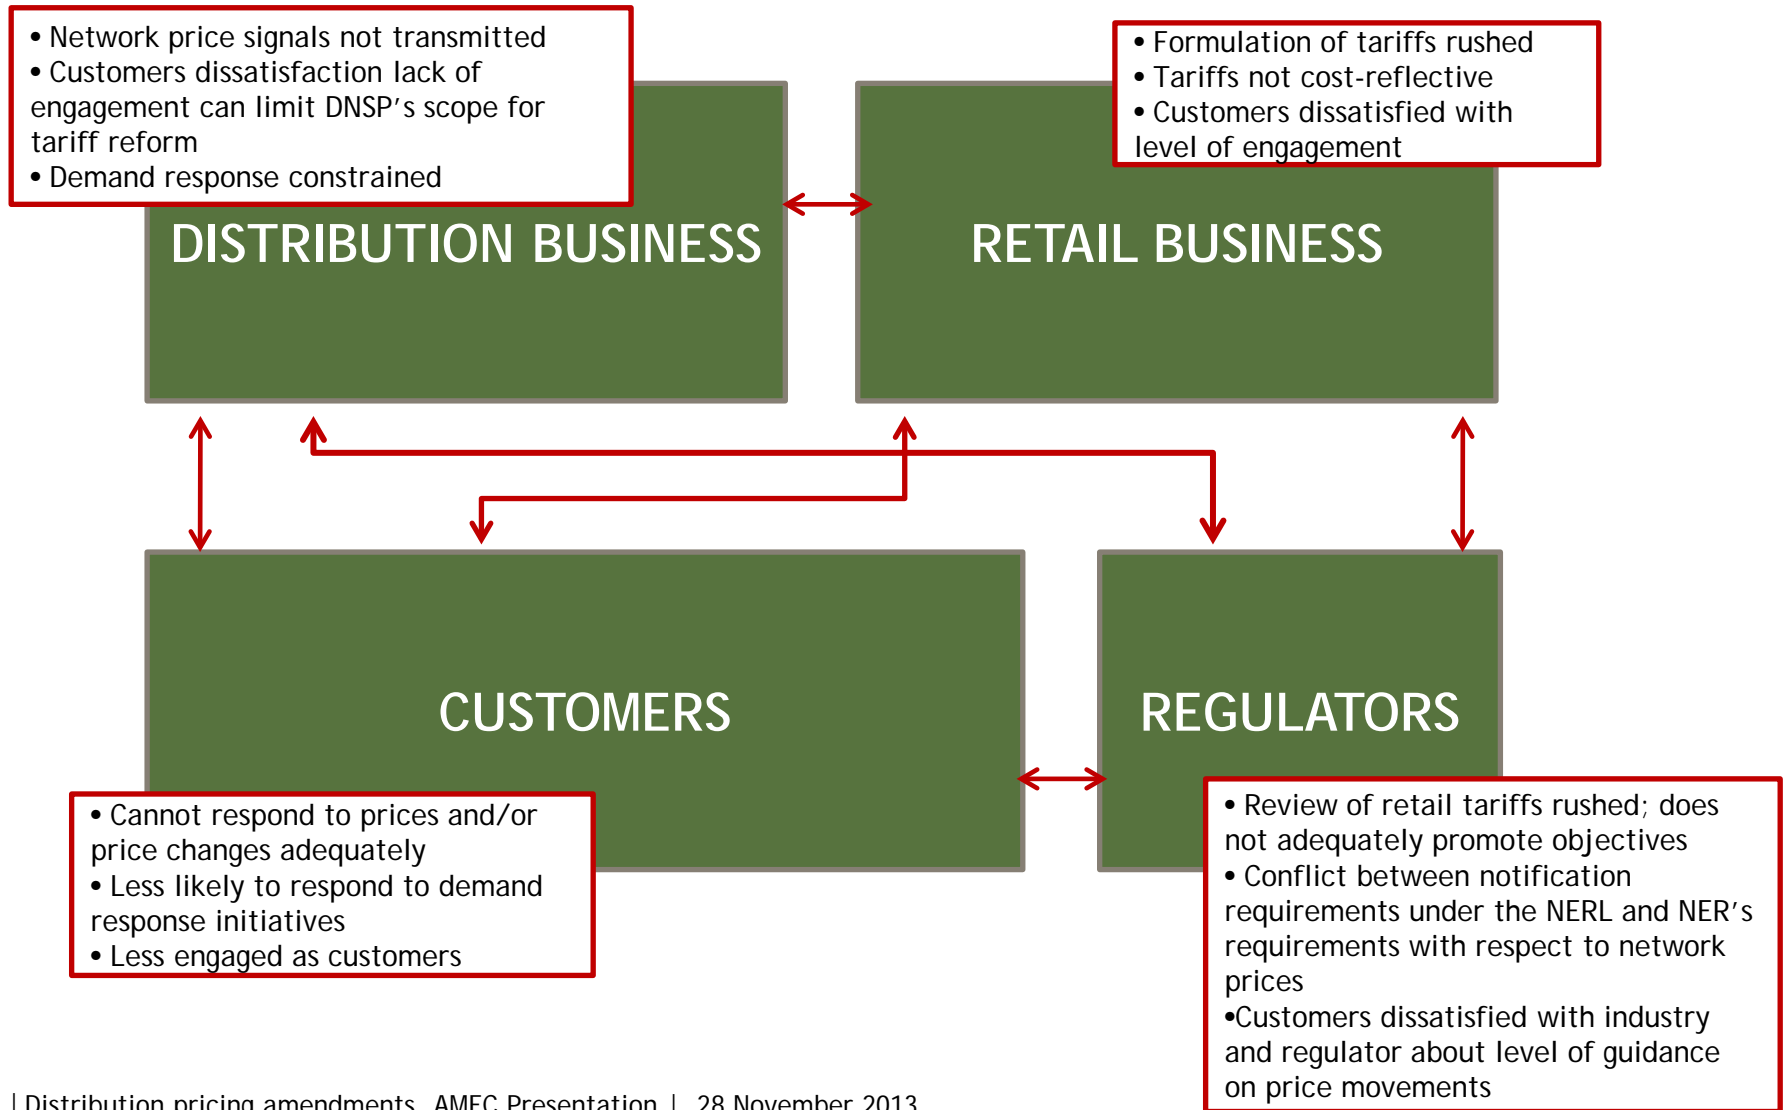 • Network price signals not transmitted
• Customers dissatisfaction lack of
engagement can limit DNSP’s scope for
tariff reform
• Demand response constrained
• Formulation of tariffs rushed
• Tariffs not cost-reflective
• Customers dissatisfied with
level of engagement
DISTRIBUTION BUSINESS
RETAIL BUSINESS
CUSTOMERS
REGULATORS
• Cannot respond to prices and/or
price changes adequately
• Less likely to respond to demand
response initiatives
• Less engaged as customers
• Review of retail tariffs rushed; does
not adequately promote objectives
• Conflict between notification
requirements under the NERL and NER’s
requirements with respect to network
prices
•Customers dissatisfied with industry
and regulator about level of guidance
on price movements
| Distribution pricing amendments, AMEC Presentation | 28 November 2013